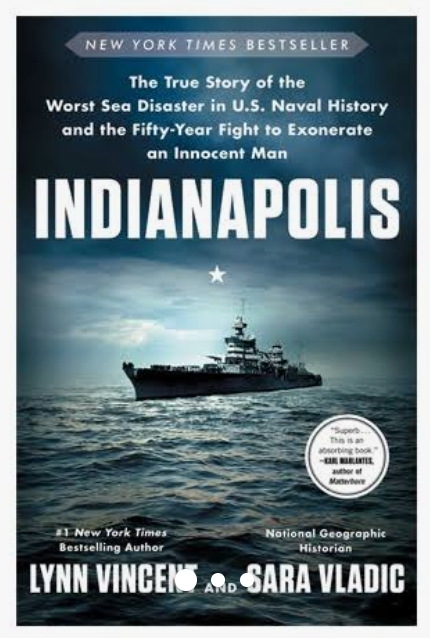 NEW YORK TIMES BESTSELLER
The True Story of the
Worst Sea Disaster in U.S. Naval History
and the Fifty-Year Fight to Exonerate
an Innocent Man
INDIANAPOLIS
"Superb...
This is an
absorbing book."
—KARL MARLANTES,
author of
Matterhorn
#1 New York Times
Bestselling Author
LYNN VINCENT
National Geographic
Historian
AND SARA VLADIC